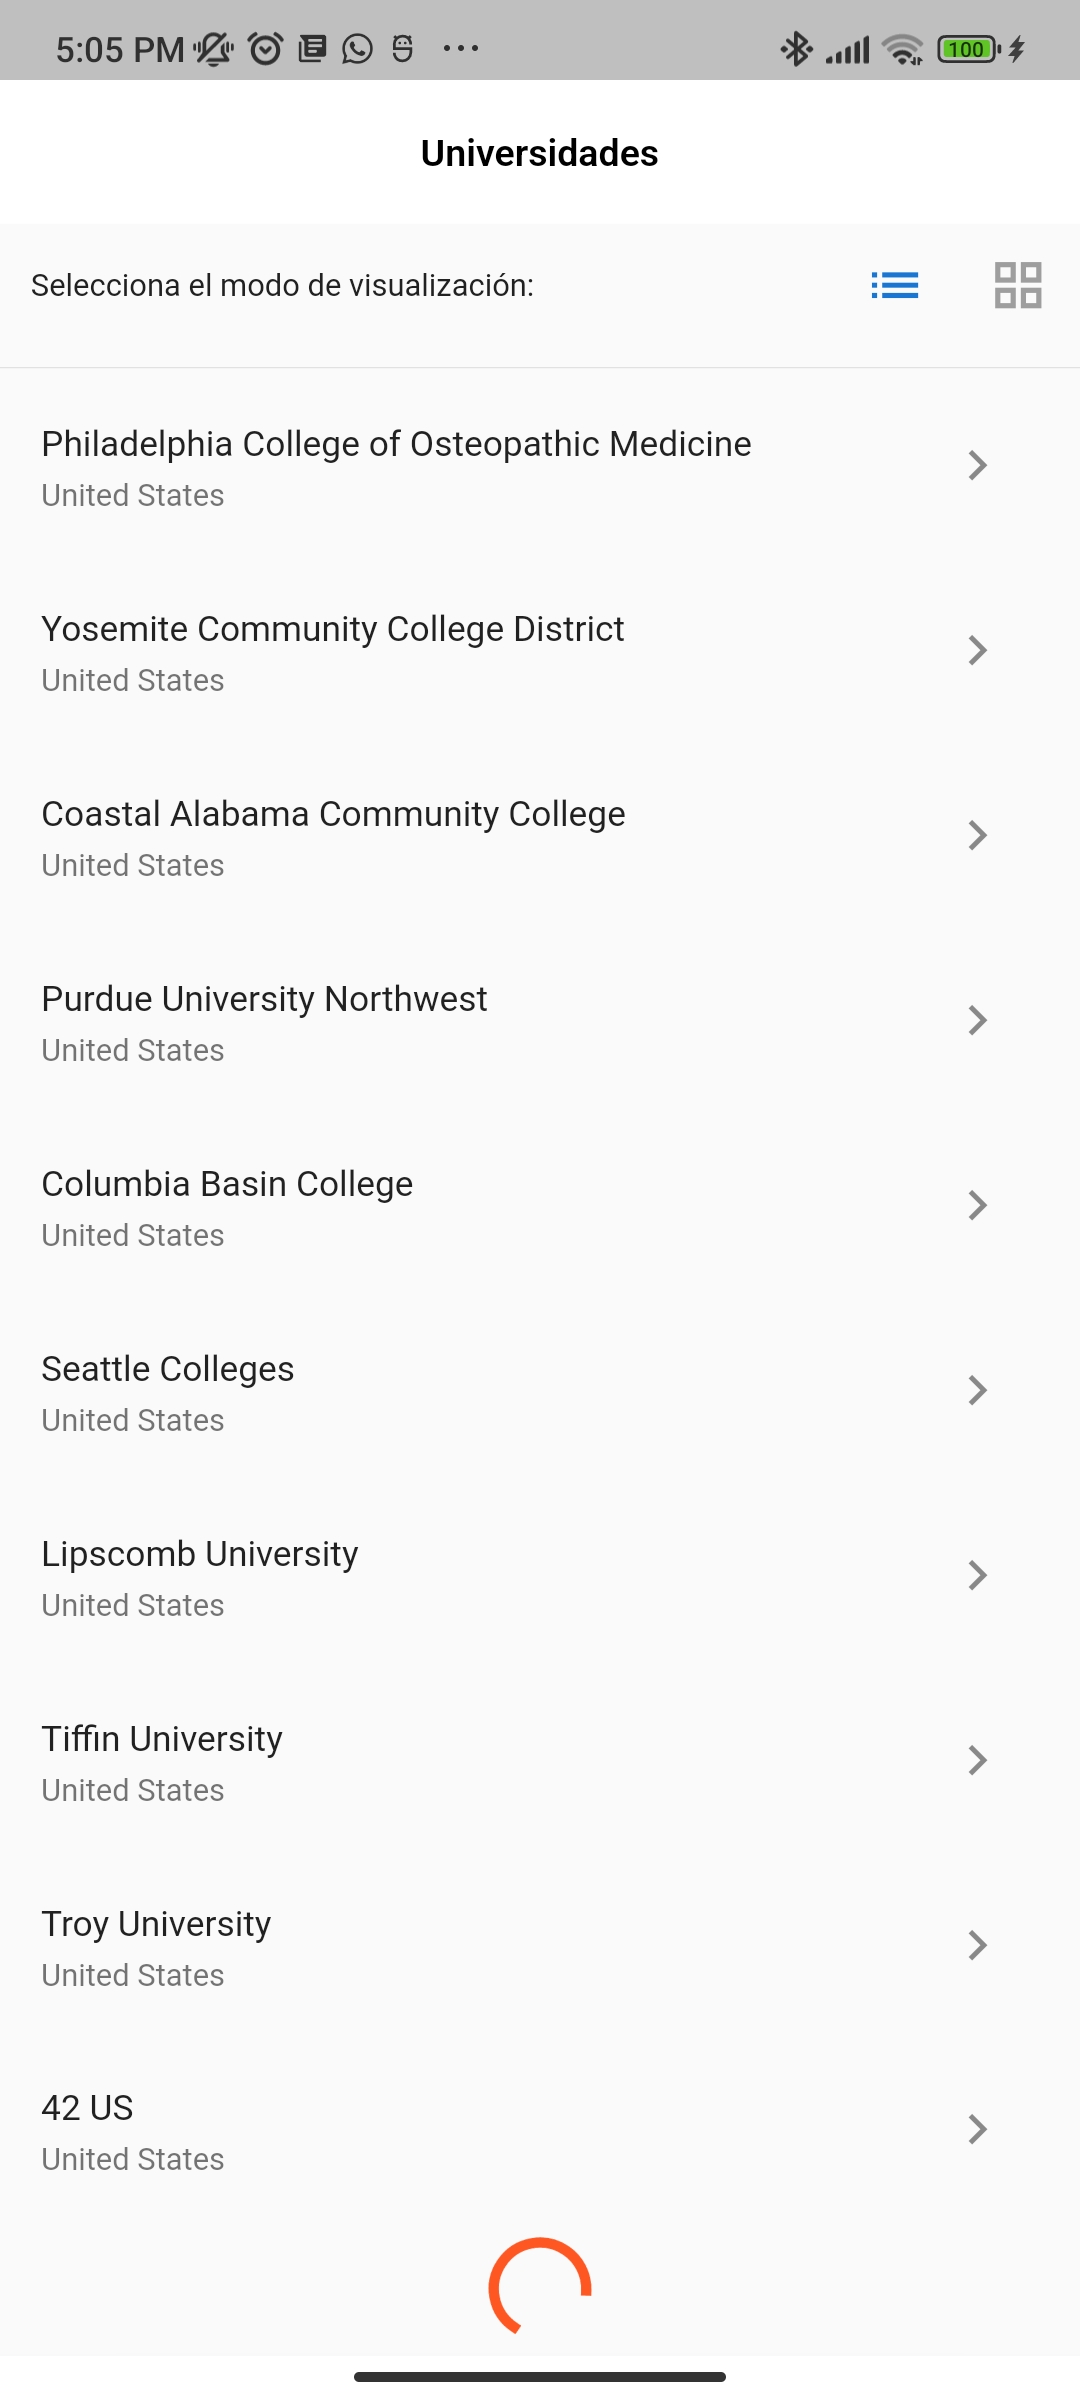 5:05 PM
100
Universidades
Selecciona el modo de visualización:
Philadelphia College of Osteopathic Medicine
United States
Yosemite Community College District
United States
Coastal Alabama Community College
United States
Purdue University Northwest
United States
Columbia Basin College
United States
Seattle Colleges
United States
Lipscomb University
United States
Tiffin University
United States
Troy University
United States
42 US
United States